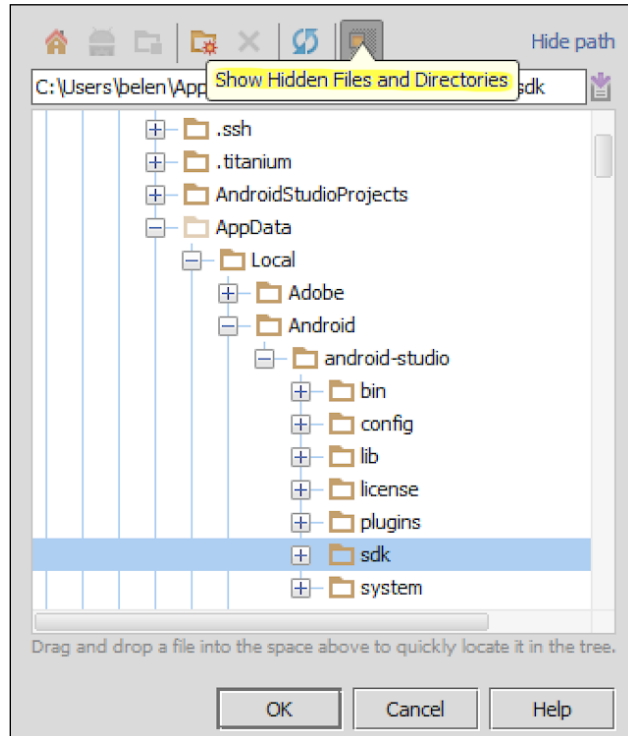 Hide path
Show Hidden Files and Directories
C:\Users\belen\App sdk
.ssh
.titanium
AndroidStudioProjects
AppData
Local
Adobe
Android
android-studio
bin
config
lib
license
plugins
sdk
system
Drag and drop a file into the space above to quickly locate it in the tree.
OK Cancel Help